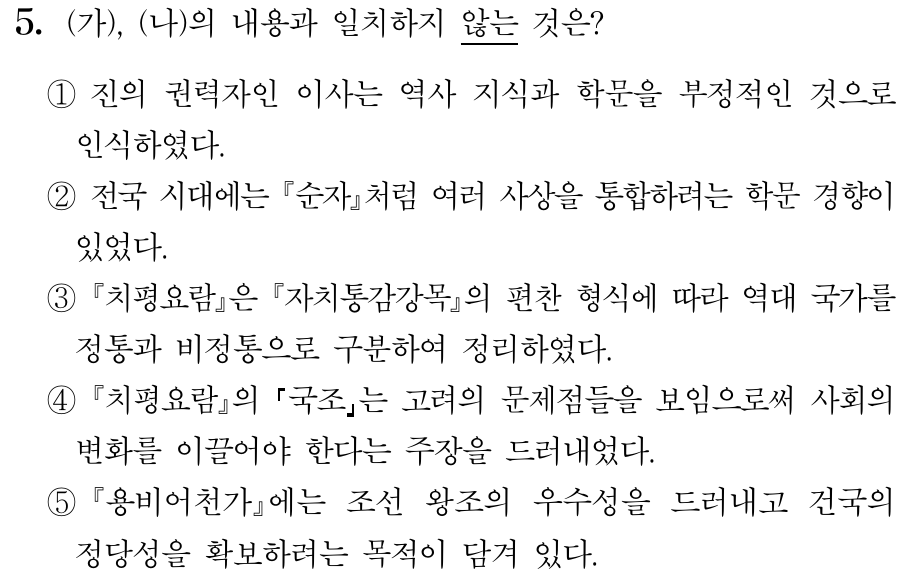 5. (가), (나)의 내용과 일치하지 않는 것은?
① 진의 권력자인 이사는 역사 지식과 학문을 부정적인 것으로
인식하였다.
② 전국 시대에는 『순자』처럼 여러 사상을 통합하려는 학문 경향이
있었다.
③ 『치평요람』은 『자치통감강목』의 편찬 형식에 따라 역대 국가를
정통과 비정통으로 구분하여 정리하였다.
④ 『치평요람』의 「국조」는 고려의 문제점들을 보임으로써 사회의
변화를 이끌어야 한다는 주장을 드러내었다.
⑤ 『용비어천가』에는 조선 왕조의 우수성을 드러내고 건국의
정당성을 확보하려는 목적이 담겨 있다.